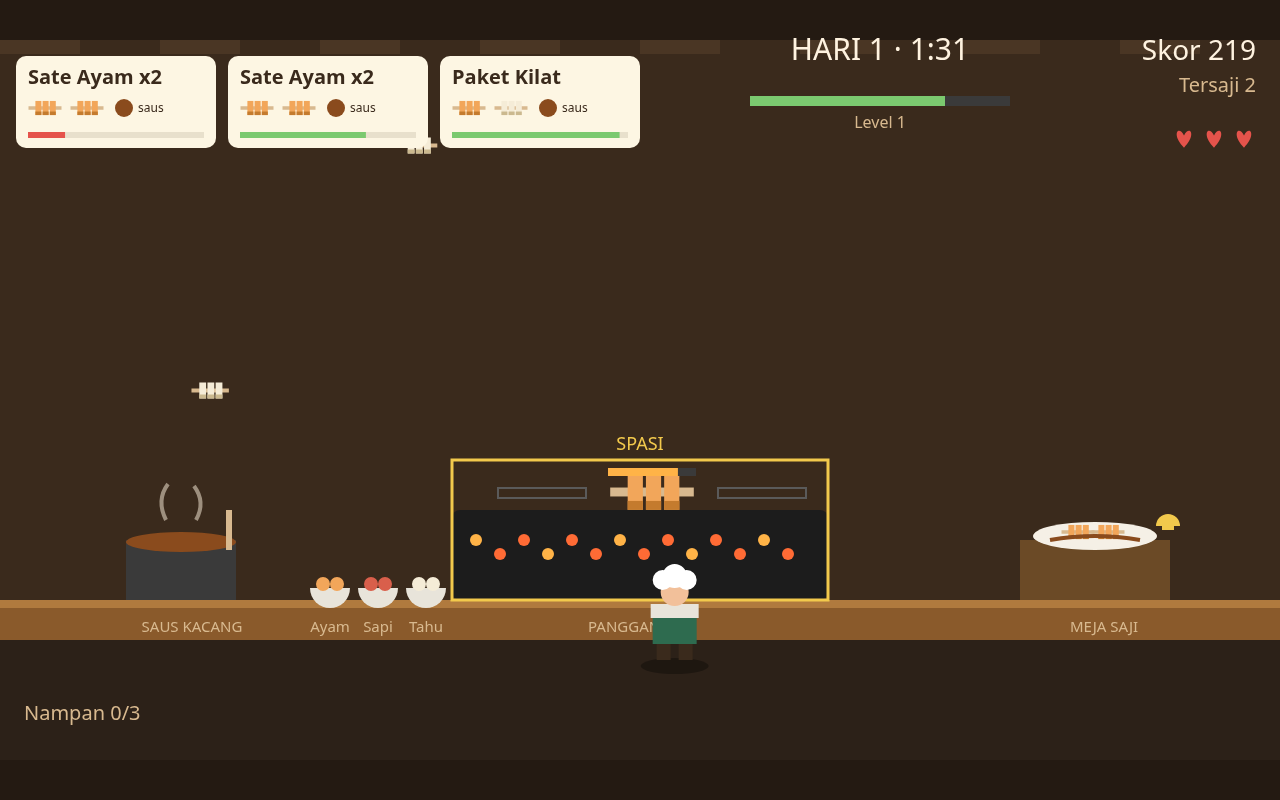 HARI 1 · 1:31
Skor 219
Sate Ayam x2
saus
Sate Ayam x2
saus
Paket Kilat
saus
Tersaji 2
Level 1
SPASI
SAUS KACANG
Ayam
Sapi
Tahu
MEJA SAJI
Nampan 0/3